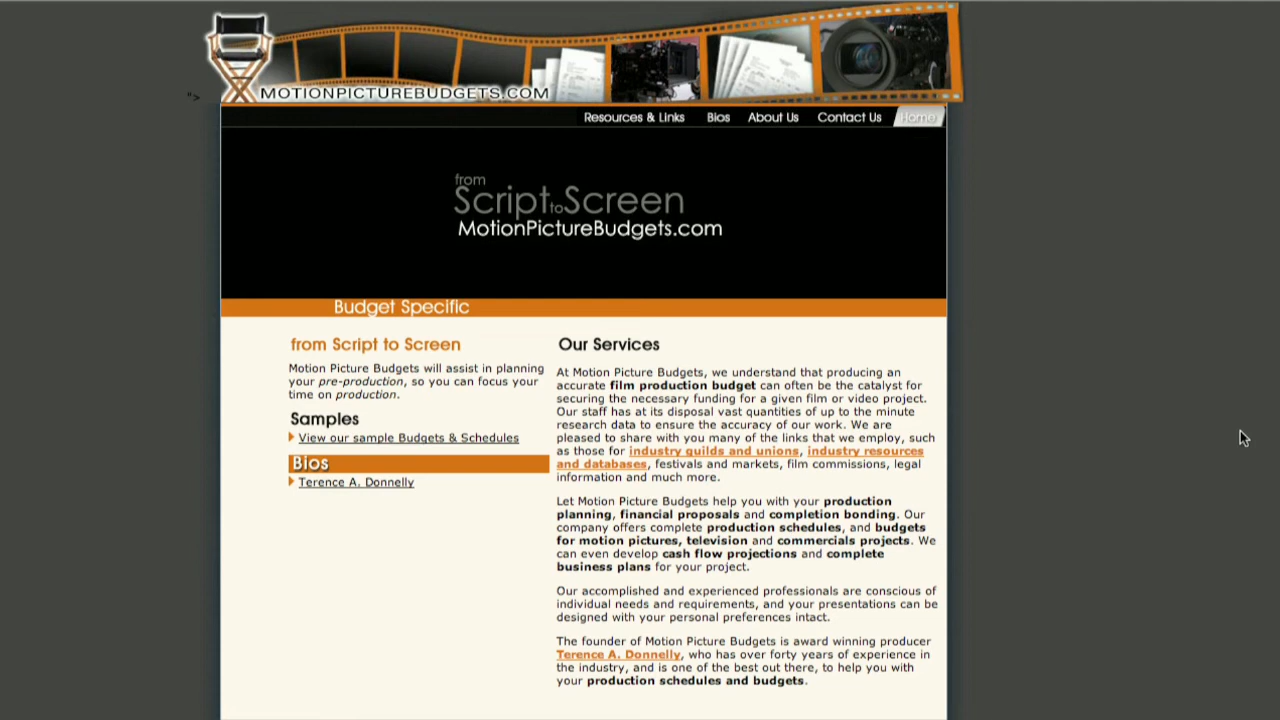 MOTIONPICTUREBUDGETS.COM
">
Resources & Links Bios About Us Contact Us Home
from
Script to Screen
MotionPictureBudgets.com
Budget Specific
from Script to Screen
Motion Picture Budgets will assist in planning
your pre-production, so you can focus your
time on production.
Samples
View our sample Budgets & Schedules
Bios
Terence A. Donnelly
Our Services
At Motion Picture Budgets, we understand that producing an
accurate film production budget can often be the catalyst for
securing the necessary funding for a given film or video project.
Our staff has at its disposal vast quantities of up to the minute
research data to ensure the accuracy of our work. We are
pleased to share with you many of the links that we employ, such
as those for industry guilds and unions, industry resources
and databases, festivals and markets, film commissions, legal
information and much more.
Let Motion Picture Budgets help you with your production
planning, financial proposals and completion bonding. Our
company offers complete production schedules, and budgets
for motion pictures, television and commercials projects. We
can even develop cash flow projections and complete
business plans for your project.
Our accomplished and experienced professionals are conscious of
individual needs and requirements, and your presentations can be
designed with your personal preferences intact.
The founder of Motion Picture Budgets is award winning producer
Terence A. Donnelly, who has over forty years of experience in
the industry, and is one of the best out there, to help you with
your production schedules and budgets.